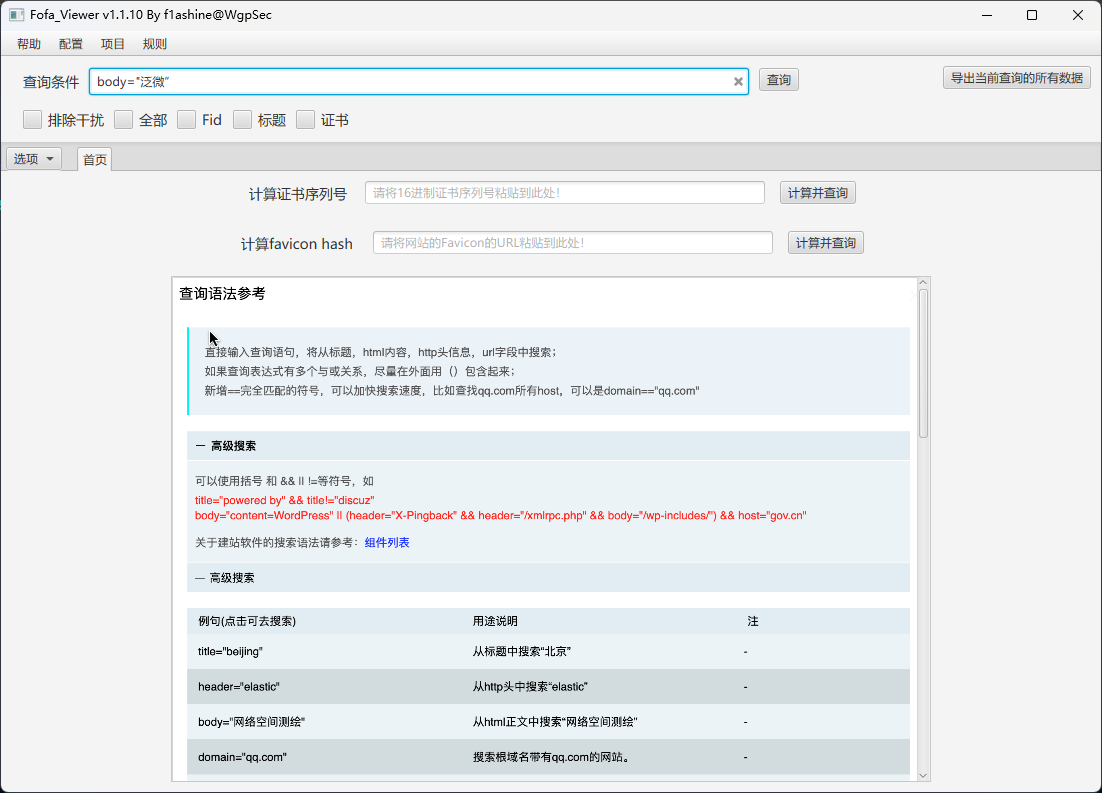 Fofa_Viewer v1.1.10 By f1ashine@WgpSec
帮助 配置 项目 规则
查询条件 body="泛微" 查询 导出当前查询的所有数据
排除干扰 全部 Fid 标题 证书
选项 首页
计算证书序列号 请将16进制证书序列号粘贴到此处! 计算并查询
计算favicon hash 请将网站的Favicon的URL粘贴到此处! 计算并查询
查询语法参考
直接输入查询语句，将从标题，html内容，http头信息，url字段中搜索；
如果查询表达式有多个与或关系，尽量在外面用（）包含起来；
新增==完全匹配的符号，可以加快搜索速度，比如查找qq.com所有host，可以是domain=="qq.com"
— 高级搜索
可以使用括号 和 && || !=等符号，如
title="powered by" && title!="discuz"
body="content=WordPress" || (header="X-Pingback" && header="/xmlrpc.php" && body="/wp-includes/") && host="gov.cn"
关于建站软件的搜索语法请参考：组件列表
— 高级搜索
例句(点击可去搜索) 用途说明 注
title="beijing" 从标题中搜索“北京” -
header="elastic" 从http头中搜索“elastic” -
body="网络空间测绘" 从html正文中搜索“网络空间测绘” -
domain="qq.com" 搜索根域名带有qq.com的网站。 -